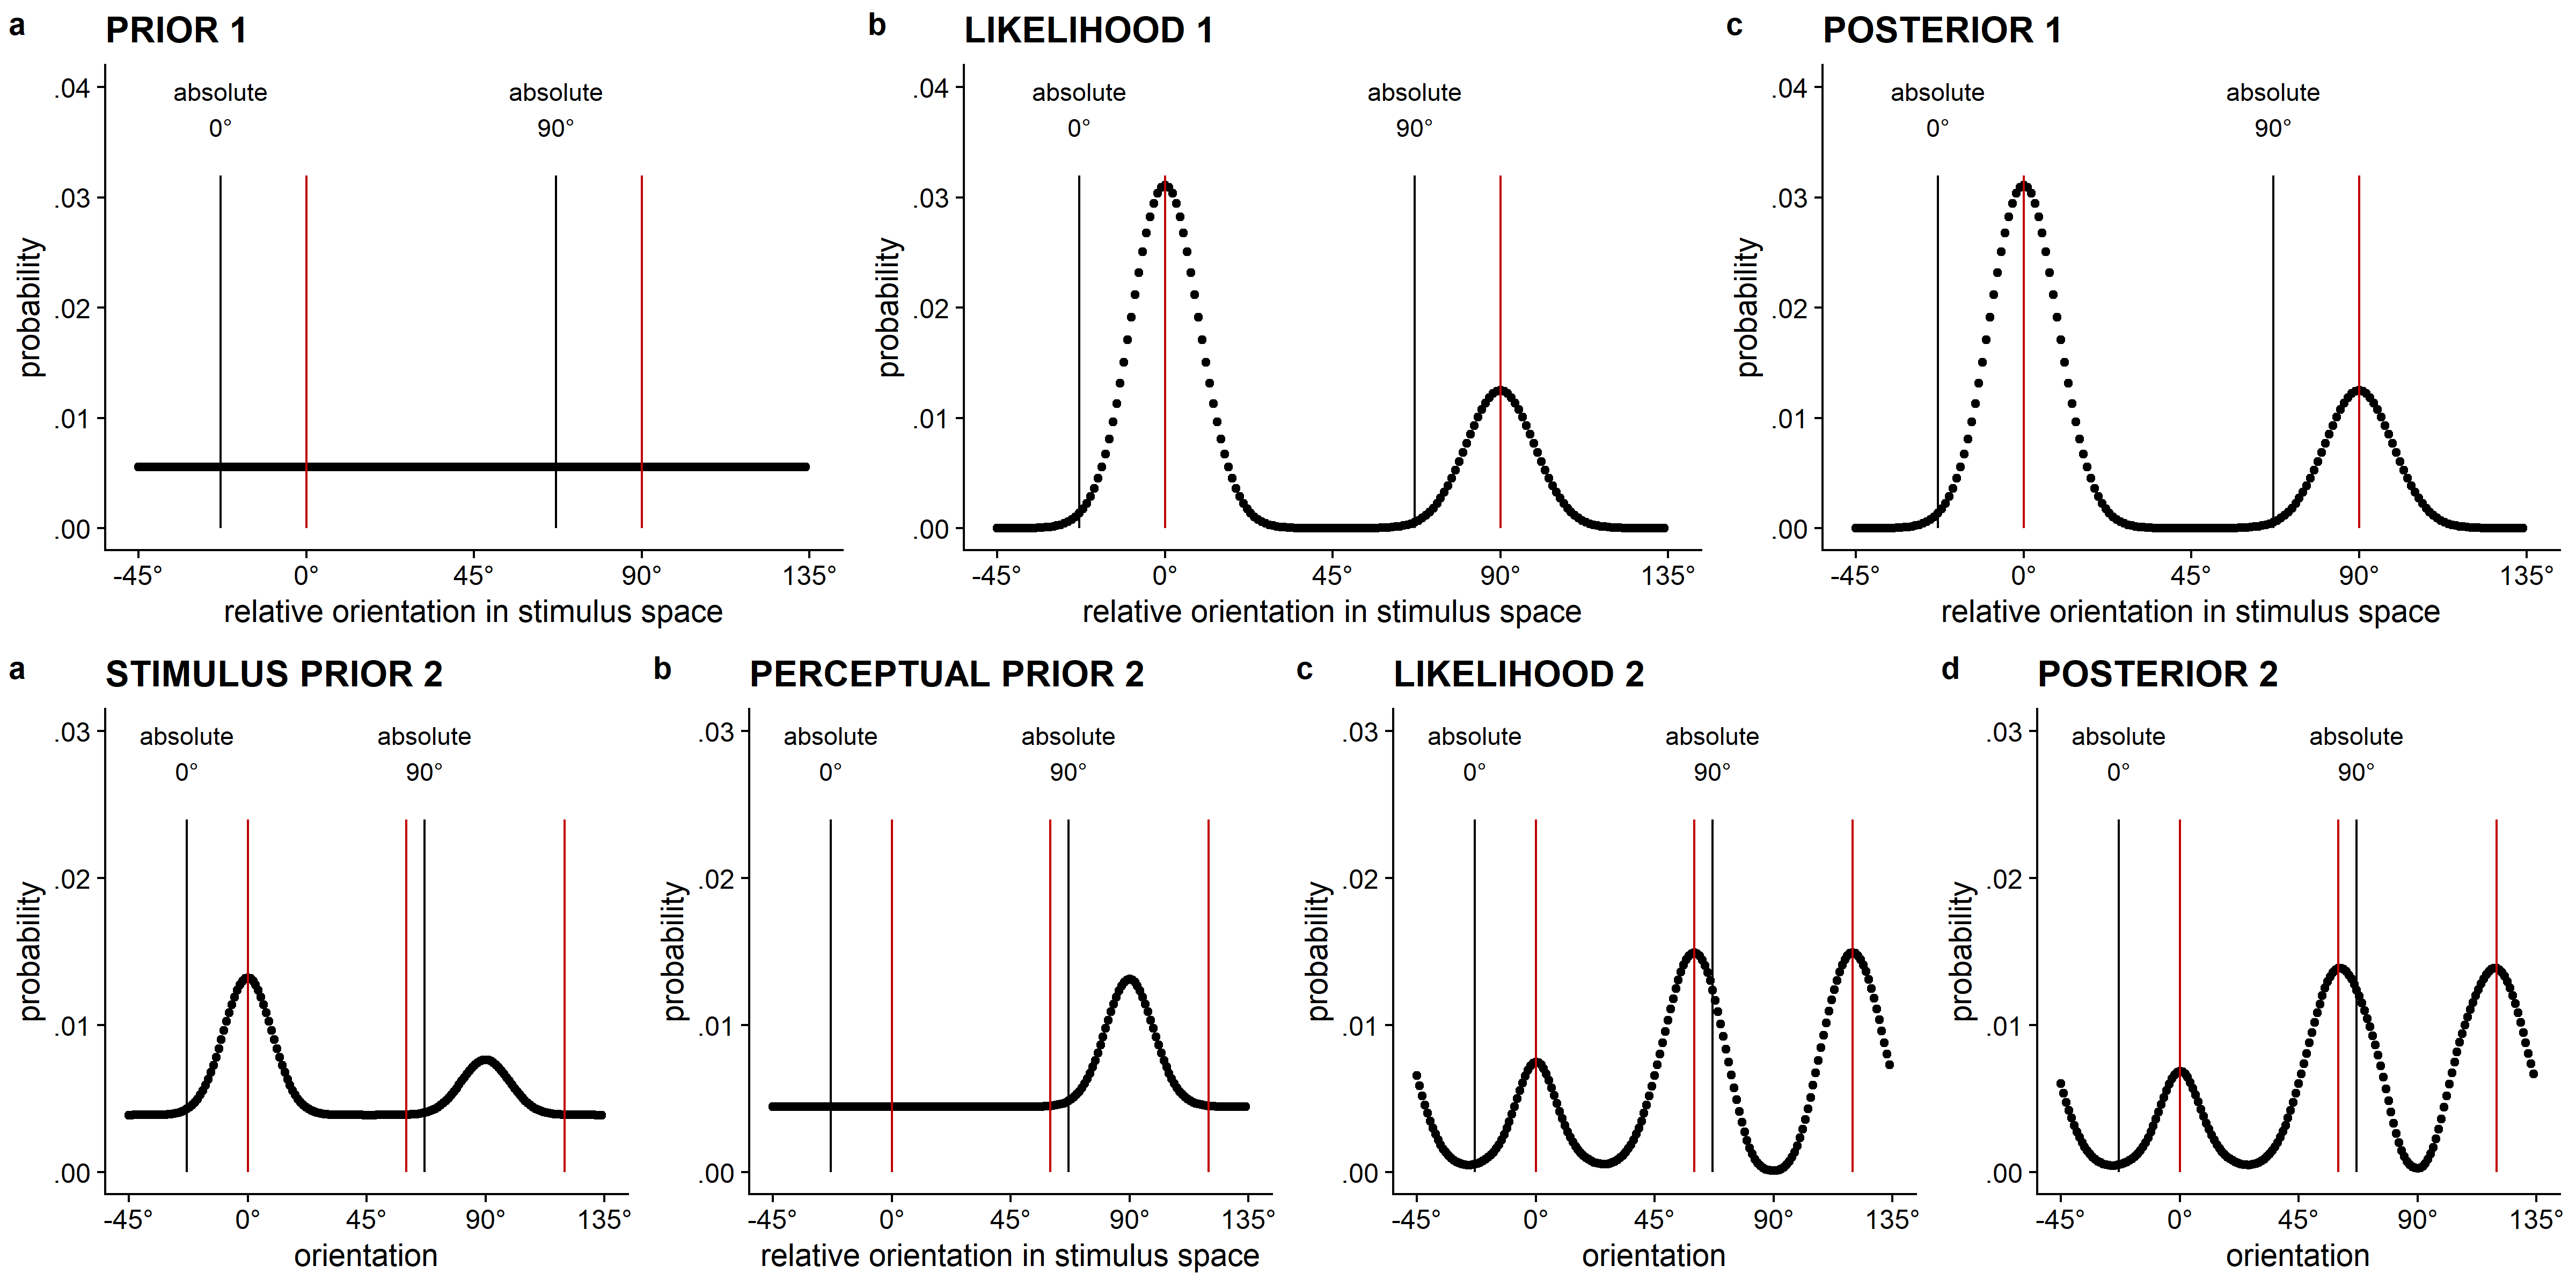 a PRIOR 1
absolute absolute
0° 90°
.04
.03
.02
.01
.00
probability
-45° 0° 45° 90° 135°
relative orientation in stimulus space
b LIKELIHOOD 1
absolute absolute
0° 90°
.04
.03
.02
.01
.00
probability
-45° 0° 45° 90° 135°
relative orientation in stimulus space
c POSTERIOR 1
absolute absolute
0° 90°
.04
.03
.02
.01
.00
probability
-45° 0° 45° 90° 135°
relative orientation in stimulus space
a STIMULUS PRIOR 2
absolute absolute
0° 90°
.03
.02
.01
.00
probability
-45° 0° 45° 90° 135°
orientation
b PERCEPTUAL PRIOR 2
absolute absolute
0° 90°
.03
.02
.01
.00
probability
-45° 0° 45° 90° 135°
relative orientation in stimulus space
c LIKELIHOOD 2
absolute absolute
0° 90°
.03
.02
.01
.00
probability
-45° 0° 45° 90° 135°
orientation
d POSTERIOR 2
absolute absolute
0° 90°
.03
.02
.01
.00
probability
-45° 0° 45° 90° 135°
orientation